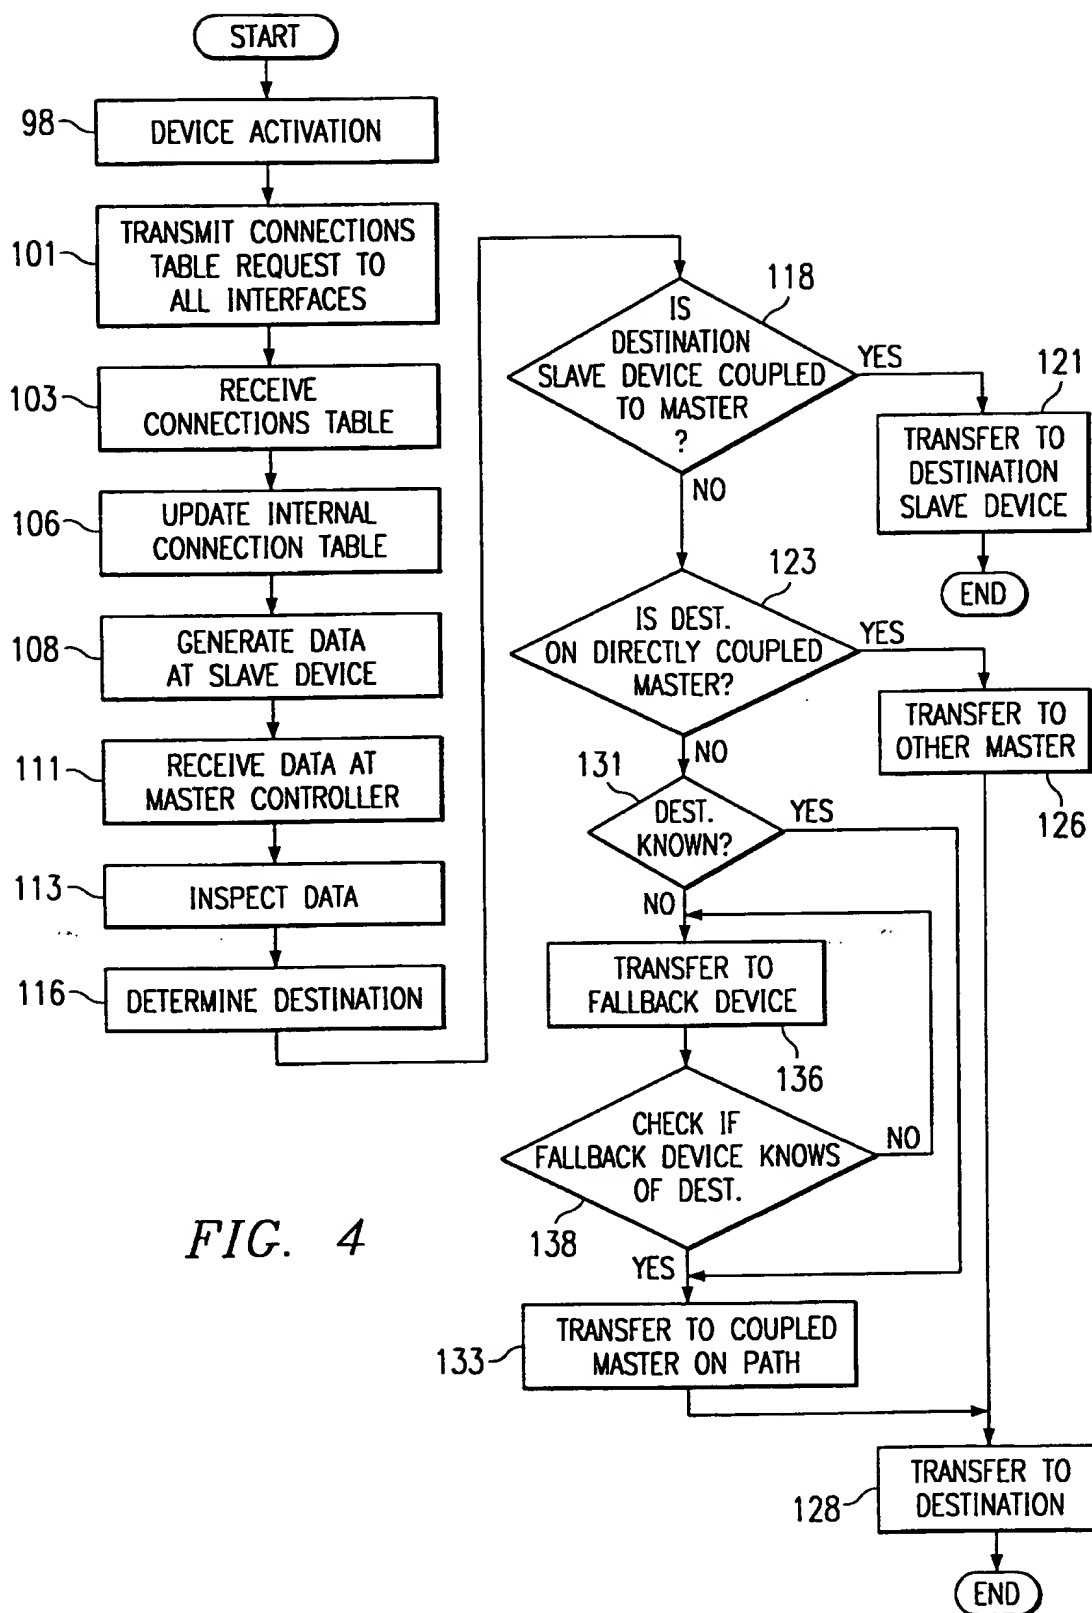 START
98
DEVICE ACTIVATION
101
TRANSMIT CONNECTIONS
TABLE REQUEST TO
ALL INTERFACES
103
RECEIVE
CONNECTIONS TABLE
106
UPDATE INTERNAL
CONNECTION TABLE
108
GENERATE DATA
AT SLAVE DEVICE
111
RECEIVE DATA AT
MASTER CONTROLLER
113
INSPECT DATA
116
DETERMINE DESTINATION
118
IS
DESTINATION
SLAVE DEVICE COUPLED
TO MASTER
?
YES
121
TRANSFER TO
DESTINATION
SLAVE DEVICE
END
NO
123
IS DEST.
ON DIRECTLY COUPLED
MASTER?
YES
TRANSFER TO
OTHER MASTER
126
NO
131
DEST.
KNOWN?
YES
NO
TRANSFER TO
FALLBACK DEVICE
136
CHECK IF
FALLBACK DEVICE KNOWS
OF DEST.
NO
138
YES
133
TRANSFER TO COUPLED
MASTER ON PATH
128
TRANSFER TO
DESTINATION
END
FIG. 4